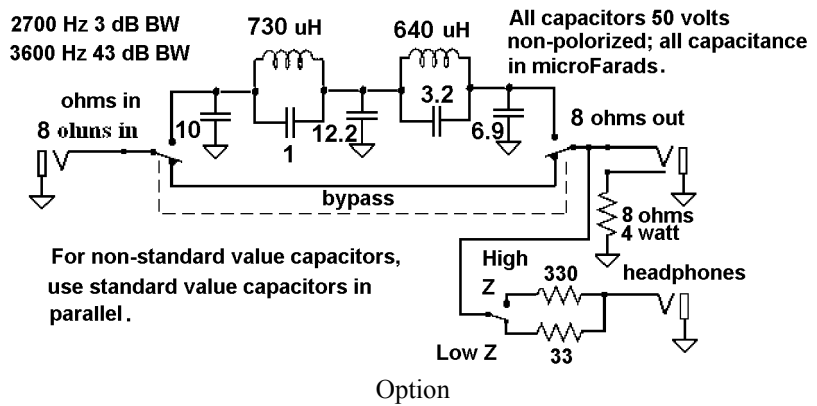 2700 Hz 3 dB BW
3600 Hz 43 dB BW
730 uH
640 uH
All capacitors 50 volts
non-polorized; all capacitance
in microFarads.
ohms in
8 ohms in
10
1
12.2
3.2
6.9
8 ohms out
bypass
8 ohms
4 watt
For non-standard value capacitors,
use standard value capacitors in
parallel.
High
Z
330
headphones
Low Z
33
Option